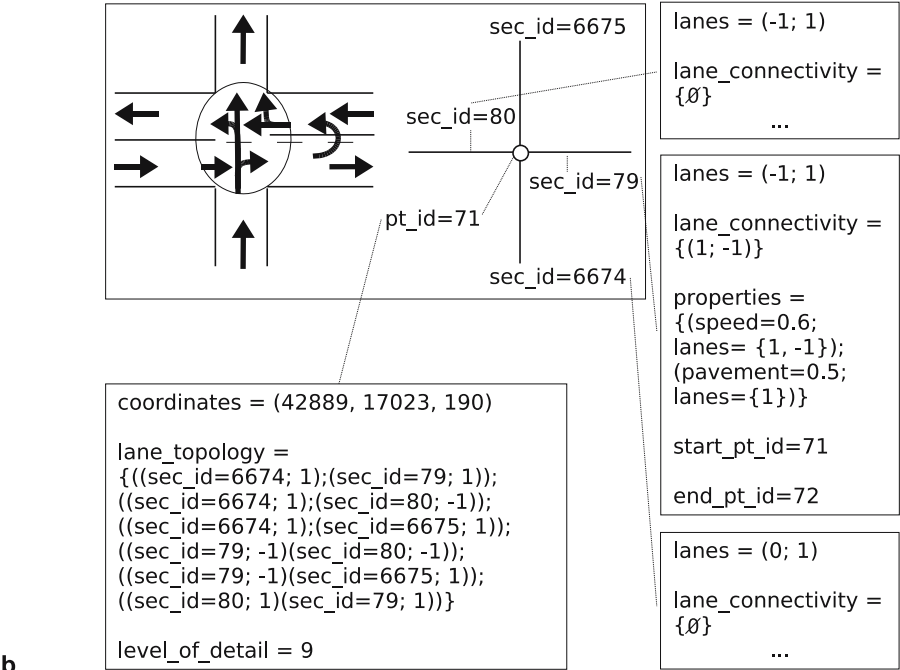 sec_id=6675
sec_id=80
sec_id=79
pt_id=71
sec_id=6674
lanes = (-1; 1)
lane_connectivity =
{Ø}
...
lanes = (-1; 1)
lane_connectivity =
{(1; -1)}
properties =
{(speed=0.6;
lanes= {1, -1});
(pavement=0.5;
lanes={1})}
start_pt_id=71
end_pt_id=72
lanes = (0; 1)
lane_connectivity =
{Ø}
...
coordinates = (42889, 17023, 190)
lane_topology =
{((sec_id=6674; 1);(sec_id=79; 1));
((sec_id=6674; 1);(sec_id=80; -1));
((sec_id=6674; 1);(sec_id=6675; 1));
((sec_id=79; -1)(sec_id=80; -1));
((sec_id=79; -1)(sec_id=6675; 1));
((sec_id=80; 1)(sec_id=79; 1))}
level_of_detail = 9
b